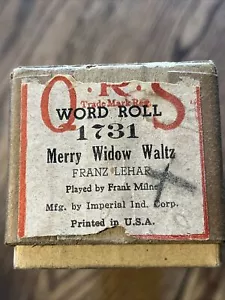 Q·R·S
Trade Mark Reg.
WORD ROLL
1731
Merry Widow Waltz
FRANZ LEHAR
Played by Frank Milne
Mfg. by Imperial Ind. Corp.
Printed in U.S.A.